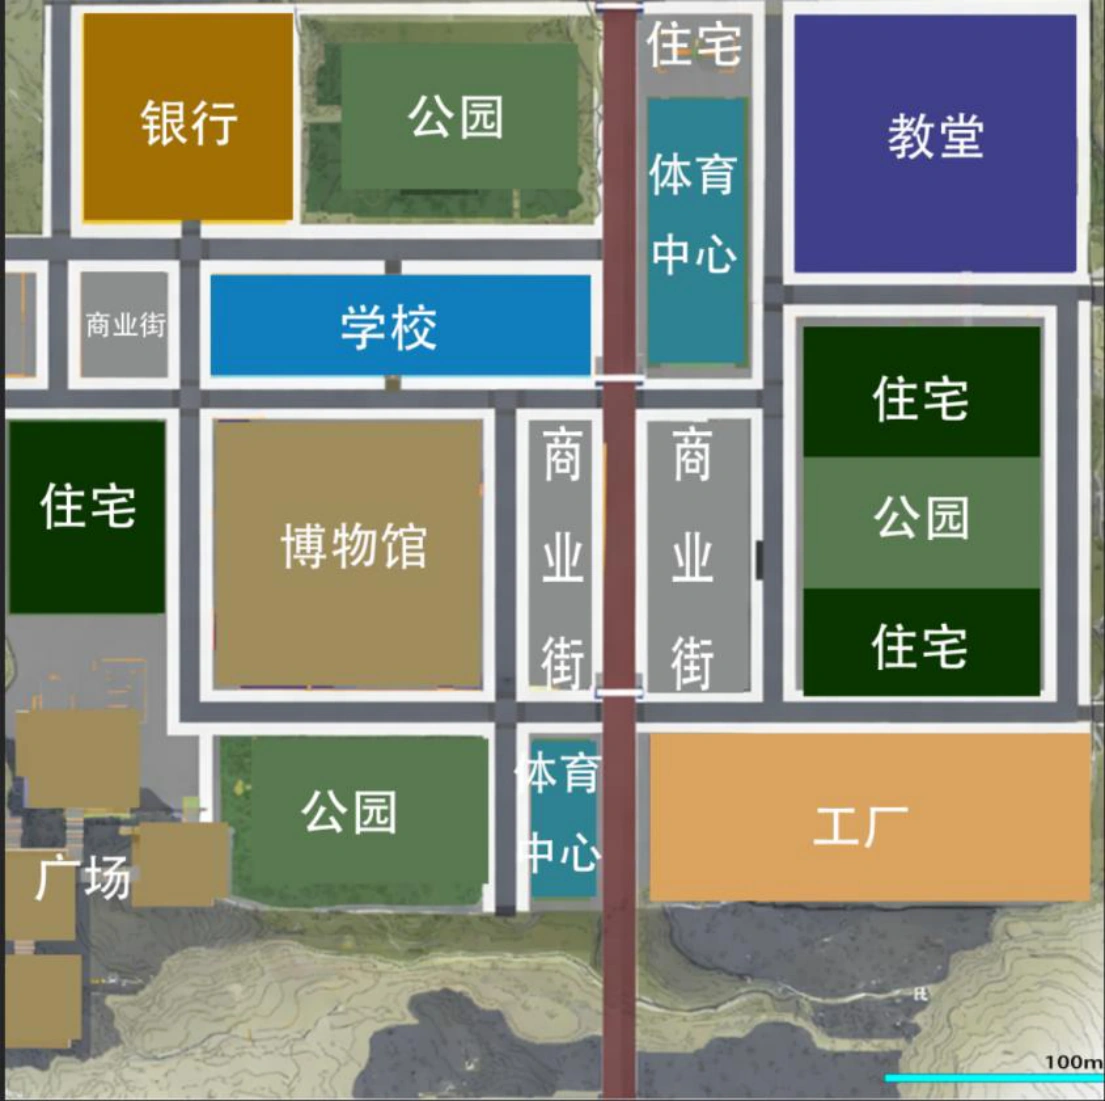 银行
公园
住宅
体育
中心
教堂
商业街
学校
住宅
公园
住宅
住宅
博物馆
商
业
街
商
业
街
公园
体育
中心
工厂
广场
100m